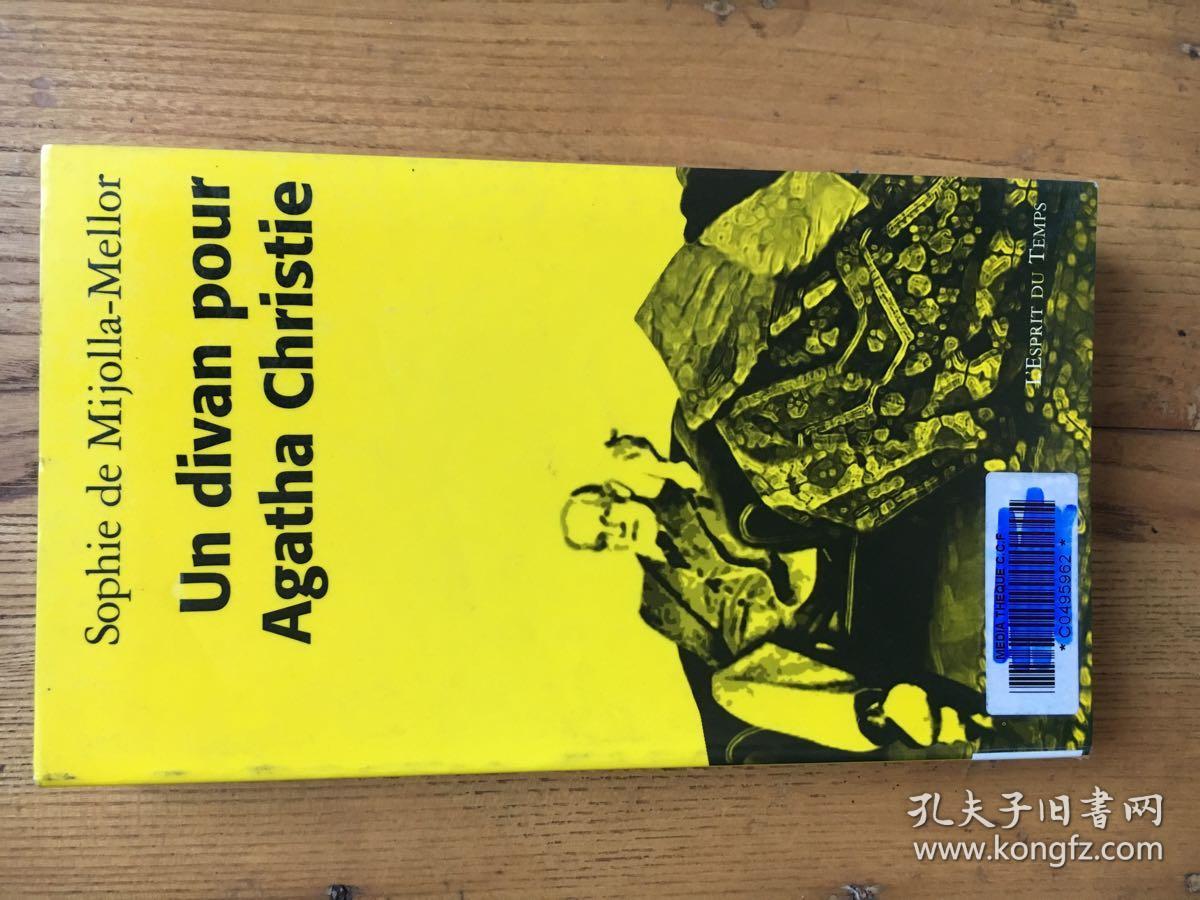 Sophie de Mijolla-Mellor
Un divan pour
Agatha Christie
L'ESPRIT DU TEMPS
MEDIA THEQUE C.C.F
* C0495962 *
孔夫子旧书网
www.kongfz.com